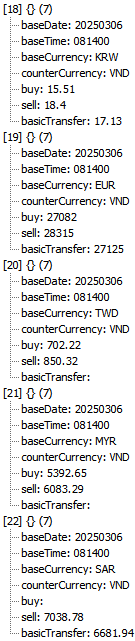 [18] {} (7)
baseDate: 20250306
baseTime: 081400
baseCurrency: KRW
counterCurrency: VND
buy: 15.51
sell: 18.4
basicTransfer: 17.13
[19] {} (7)
baseDate: 20250306
baseTime: 081400
baseCurrency: EUR
counterCurrency: VND
buy: 27082
sell: 28315
basicTransfer: 27125
[20] {} (7)
baseDate: 20250306
baseTime: 081400
baseCurrency: TWD
counterCurrency: VND
buy: 702.22
sell: 850.32
basicTransfer:
[21] {} (7)
baseDate: 20250306
baseTime: 081400
baseCurrency: MYR
counterCurrency: VND
buy: 5392.65
sell: 6083.29
basicTransfer:
[22] {} (7)
baseDate: 20250306
baseTime: 081400
baseCurrency: SAR
counterCurrency: VND
buy:
sell: 7038.78
basicTransfer: 6681.94